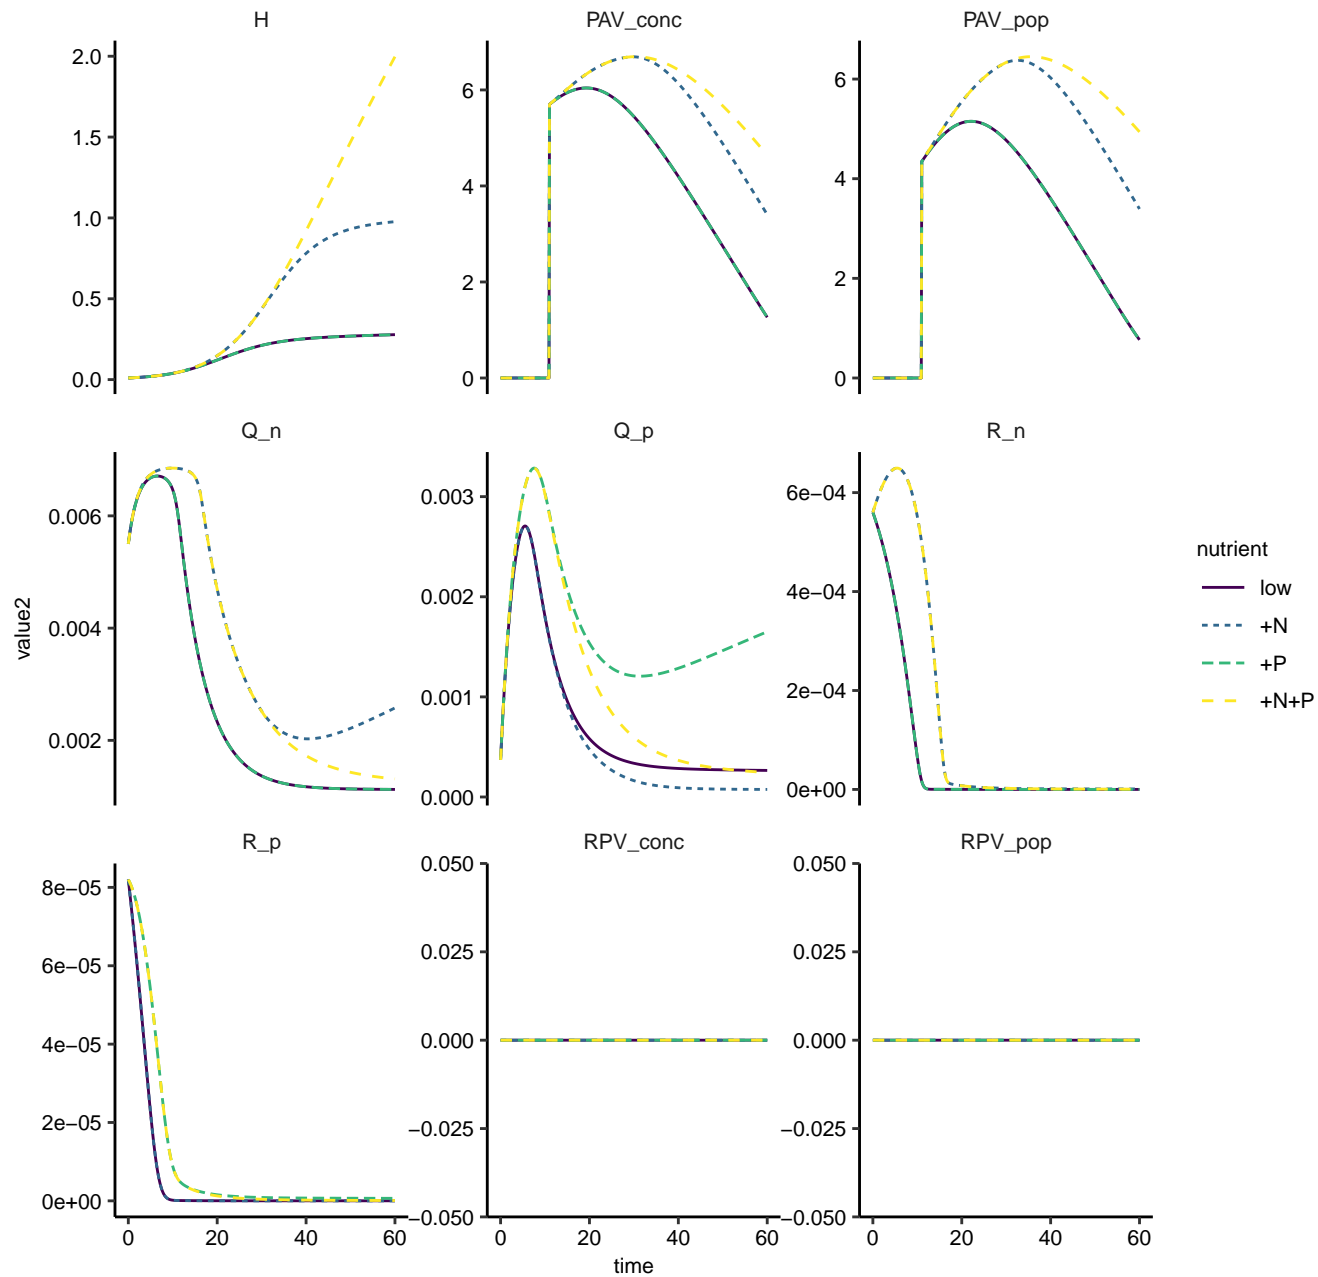 H PAV_conc PAV_pop
2.0
1.5
1.0
0.5
0.0
6
4
2
0
6
4
2
0
Q_n Q_p R_n
0.006
0.004
0.002
0.003
0.002
0.001
0.000
6e−04
4e−04
2e−04
0e+00
R_p RPV_conc RPV_pop
8e−05
6e−05
4e−05
2e−05
0e+00
0.050
0.025
0.000
−0.025
−0.050
0.050
0.025
0.000
−0.025
−0.050
0 20 40 60
0 20 40 60
0 20 40 60
time
value2
nutrient
low
+N
+P
+N+P